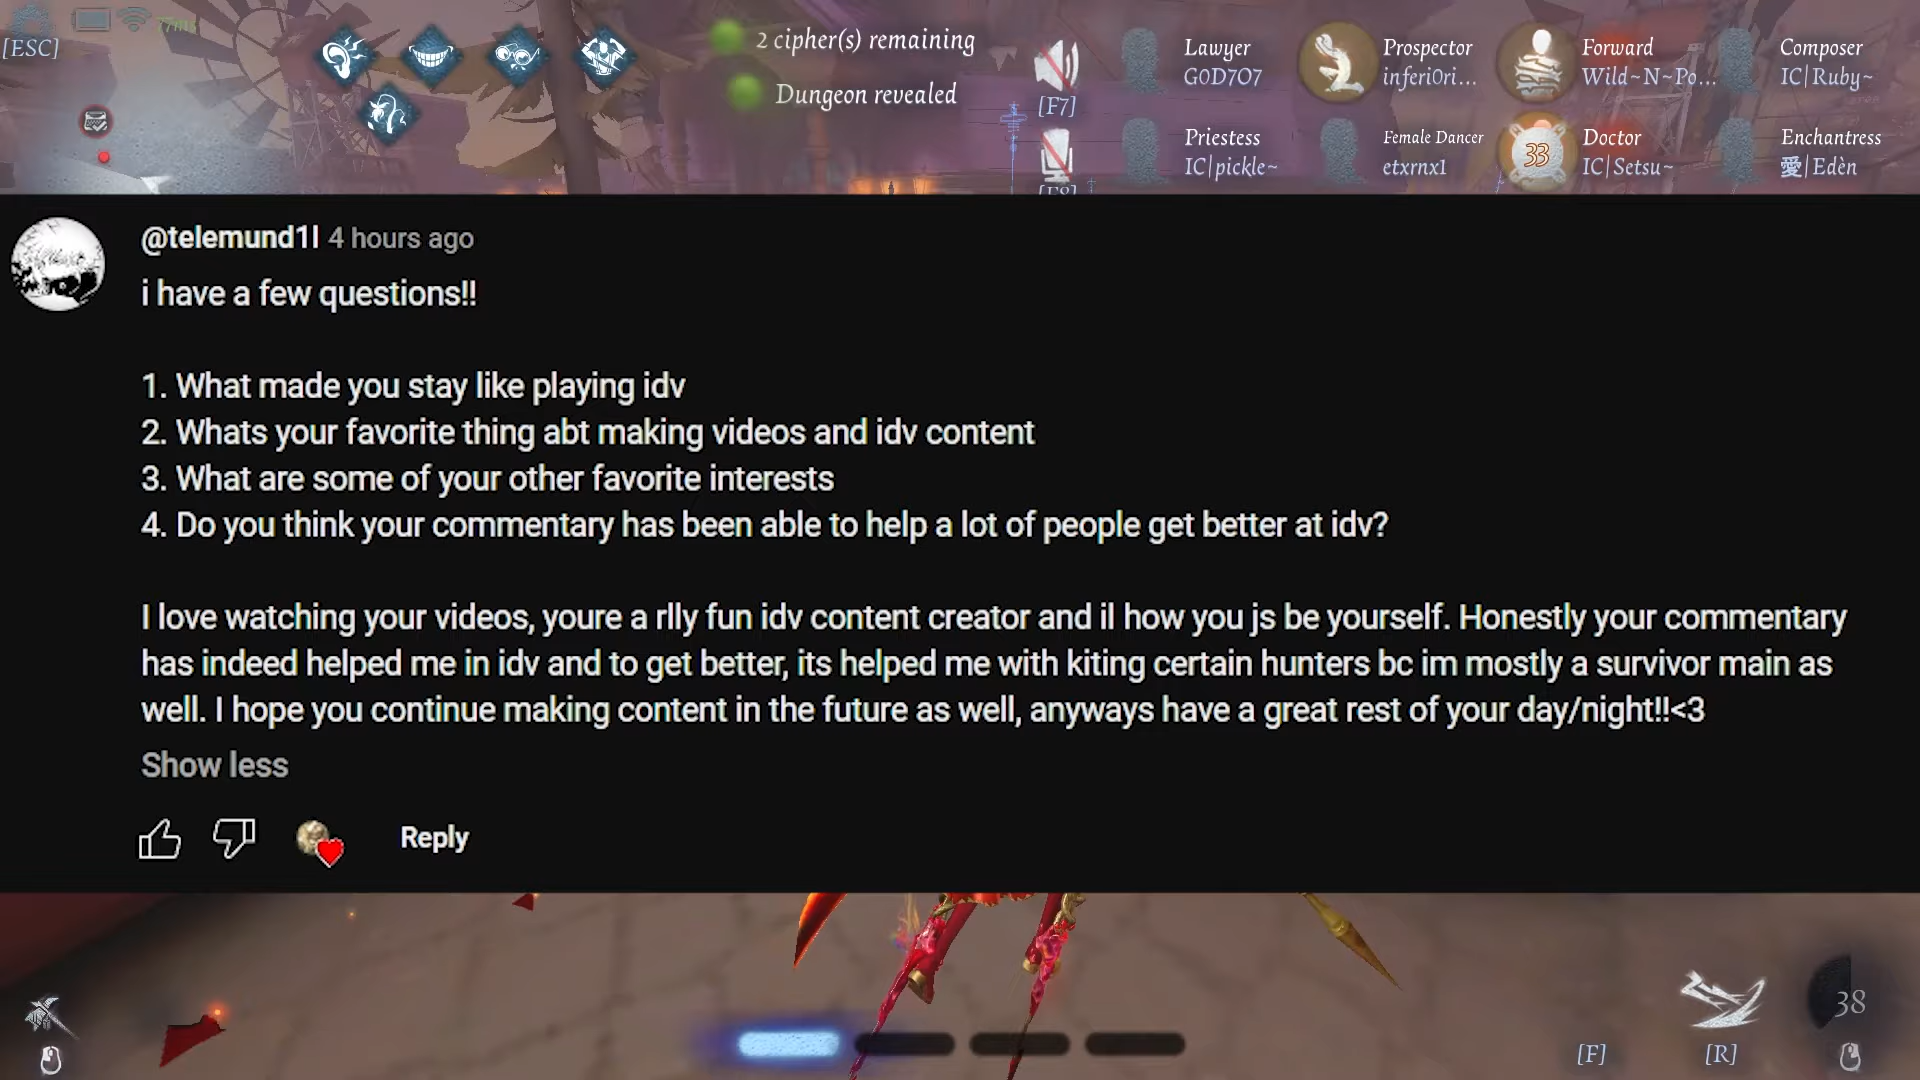 77ms
[ESC]
2 cipher(s) remaining
Dungeon revealed
[F7]
[F8]
Lawyer
G0D7O7
Prospector
inferi0ri...
Forward
Wild~N~Po...
Composer
IC|Ruby~
Priestess
IC|pickle~
Female Dancer
etxrnx1
33
Doctor
IC|Setsu~
Enchantress
愛|Edèn
@telemund1l 4 hours ago
i have a few questions!!
1. What made you stay like playing idv
2. Whats your favorite thing abt making videos and idv content
3. What are some of your other favorite interests
4. Do you think your commentary has been able to help a lot of people get better at idv?
I love watching your videos, youre a rlly fun idv content creator and il how you js be yourself. Honestly your commentary
has indeed helped me in idv and to get better, its helped me with kiting certain hunters bc im mostly a survivor main as
well. I hope you continue making content in the future as well, anyways have a great rest of your day/night!!<3
Show less
Reply
38
[F]
[R]